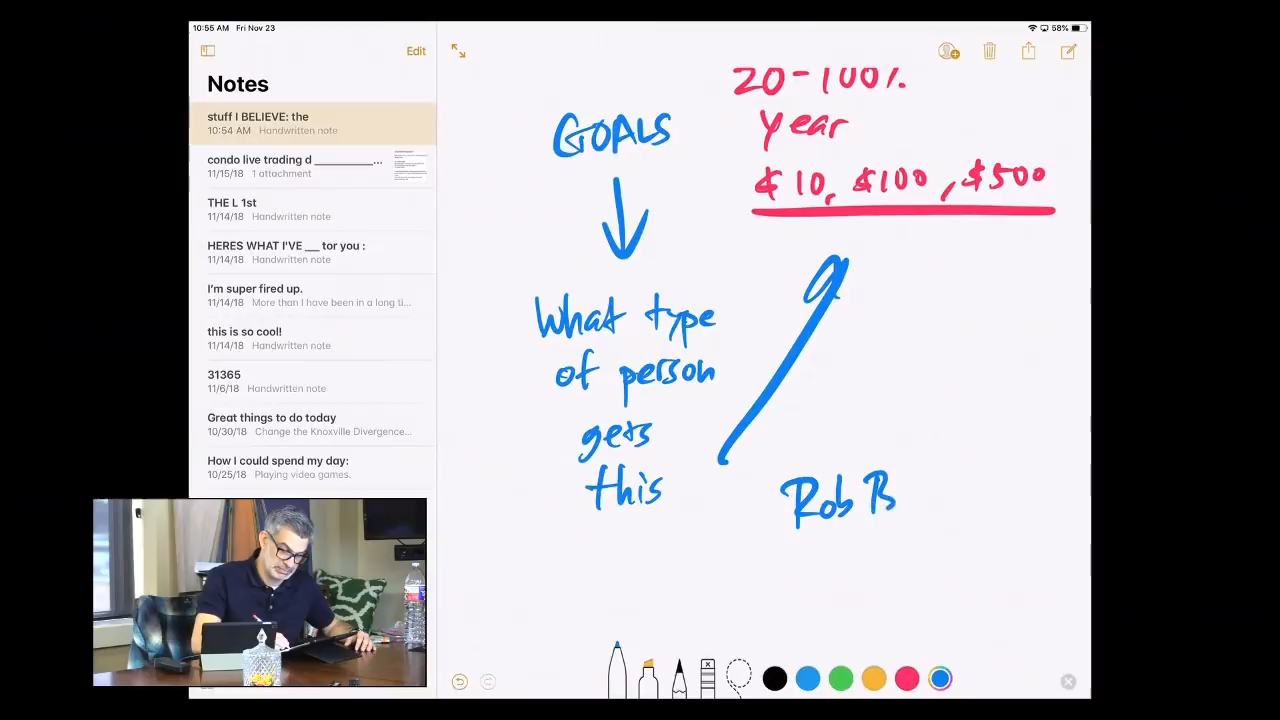 10:55 AM Fri Nov 23
58%
Edit
Notes
stuff I BELIEVE: the
10:54 AM Handwritten note
condo live trading d ___________...
11/15/18 1 attachment
THE L 1st
11/14/18 Handwritten note
HERES WHAT I'VE ___ tor you :
11/14/18 Handwritten note
I'm super fired up.
11/14/18 More than I have been in a long ti...
this is so cool!
11/14/18 Handwritten note
31365
11/6/18 Handwritten note
Great things to do today
10/30/18 Change the Knoxville Divergence...
How I could spend my day:
10/25/18 Playing video games.
20-100%
Year
$10, $100, $500
GOALS
What type
of person
gets
this
Rob B